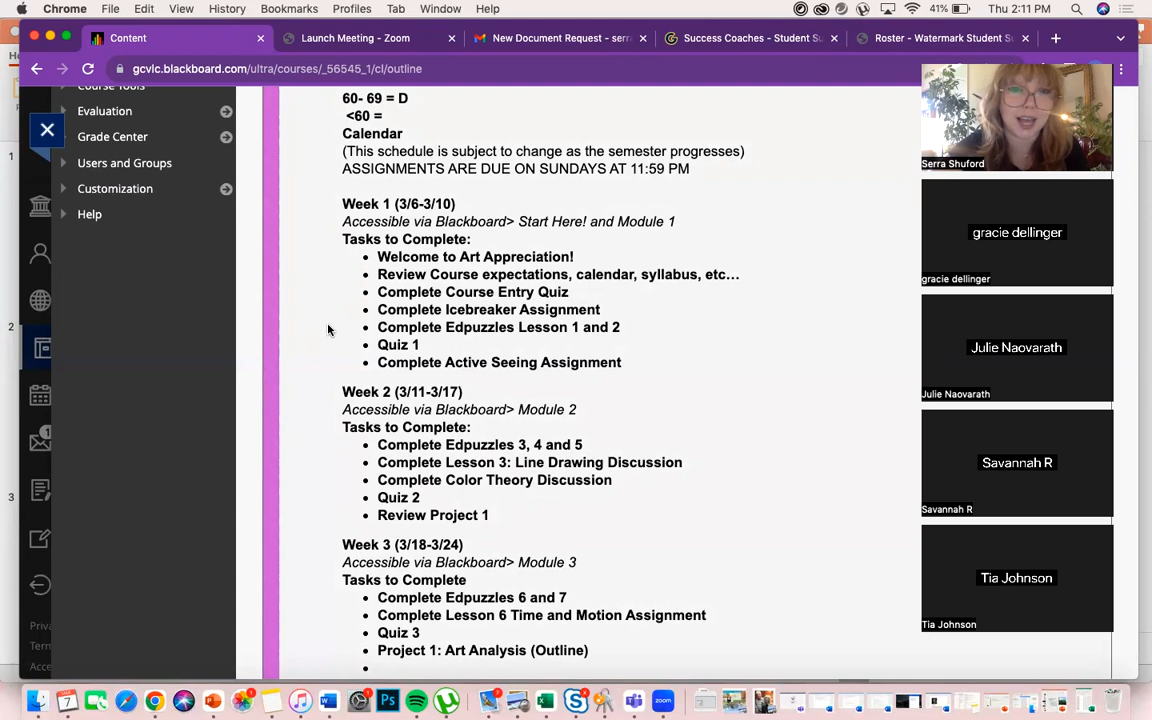 Chrome File Edit View History Bookmarks Profiles Tab Window Help 41% Thu 2:11 PM
Content Launch Meeting - Zoom New Document Request - serra Success Coaches - Student Su Roster - Watermark Student S
gcvlc.blackboard.com/ultra/courses/_56545_1/cl/outline
Course Tools
Evaluation
Grade Center
Users and Groups
Customization
Help
60- 69 = D
<60 =
Calendar
(This schedule is subject to change as the semester progresses)
ASSIGNMENTS ARE DUE ON SUNDAYS AT 11:59 PM
Week 1 (3/6-3/10)
Accessible via Blackboard> Start Here! and Module 1
Tasks to Complete:
• Welcome to Art Appreciation!
• Review Course expectations, calendar, syllabus, etc…
• Complete Course Entry Quiz
• Complete Icebreaker Assignment
• Complete Edpuzzles Lesson 1 and 2
• Quiz 1
• Complete Active Seeing Assignment
Week 2 (3/11-3/17)
Accessible via Blackboard> Module 2
Tasks to Complete:
• Complete Edpuzzles 3, 4 and 5
• Complete Lesson 3: Line Drawing Discussion
• Complete Color Theory Discussion
• Quiz 2
• Review Project 1
Week 3 (3/18-3/24)
Accessible via Blackboard> Module 3
Tasks to Complete
• Complete Edpuzzles 6 and 7
• Complete Lesson 6 Time and Motion Assignment
• Quiz 3
• Project 1: Art Analysis (Outline)
•
Serra Shuford
gracie dellinger
gracie dellinger
Julie Naovarath
Julie Naovarath
Savannah R
Savannah R
Tia Johnson
Tia Johnson
1
2
3
1
Priva
Term
Acce
7
zoom